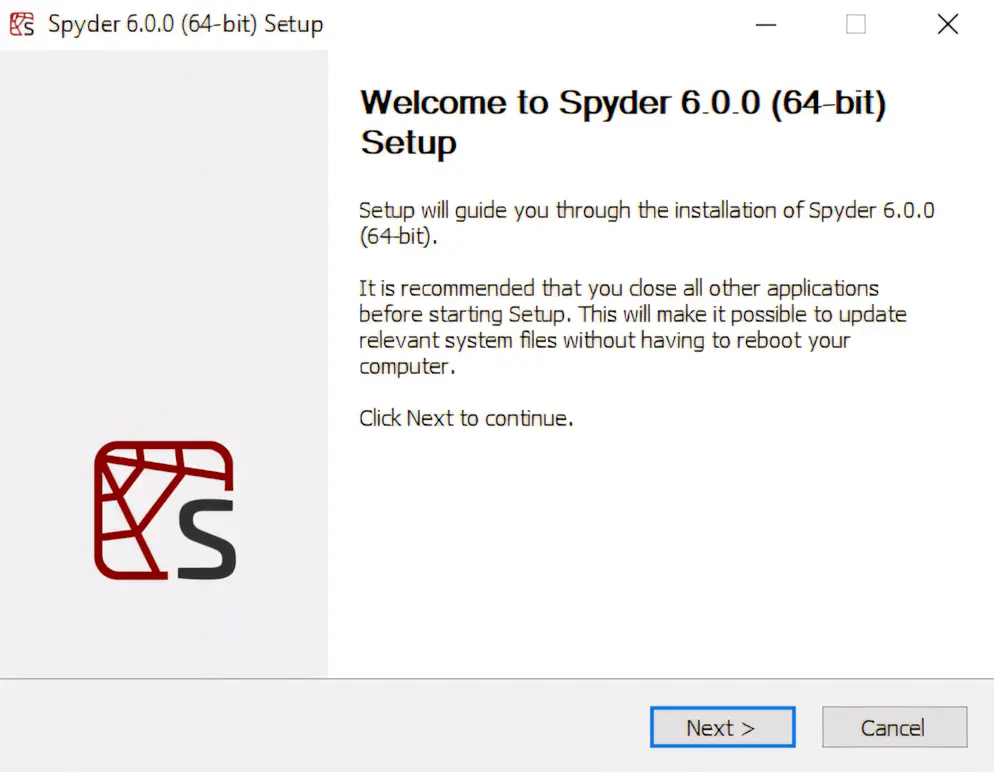 Spyder 6.0.0 (64-bit) Setup
Welcome to Spyder 6.0.0 (64-bit)
Setup
Setup will guide you through the installation of Spyder 6.0.0
(64-bit).
It is recommended that you close all other applications
before starting Setup. This will make it possible to update
relevant system files without having to reboot your
computer.
Click Next to continue.
S
Next >
Cancel